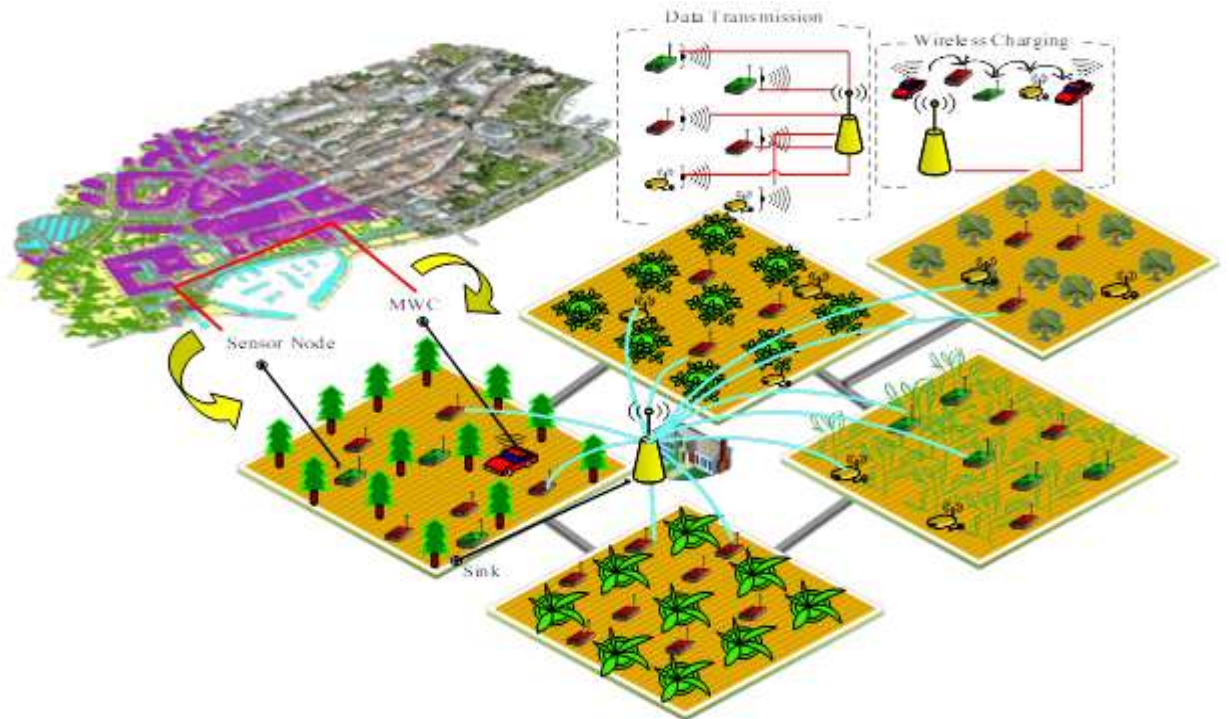 Data Transmission
Wireless Charging
MWC
Sensor Node
Sink